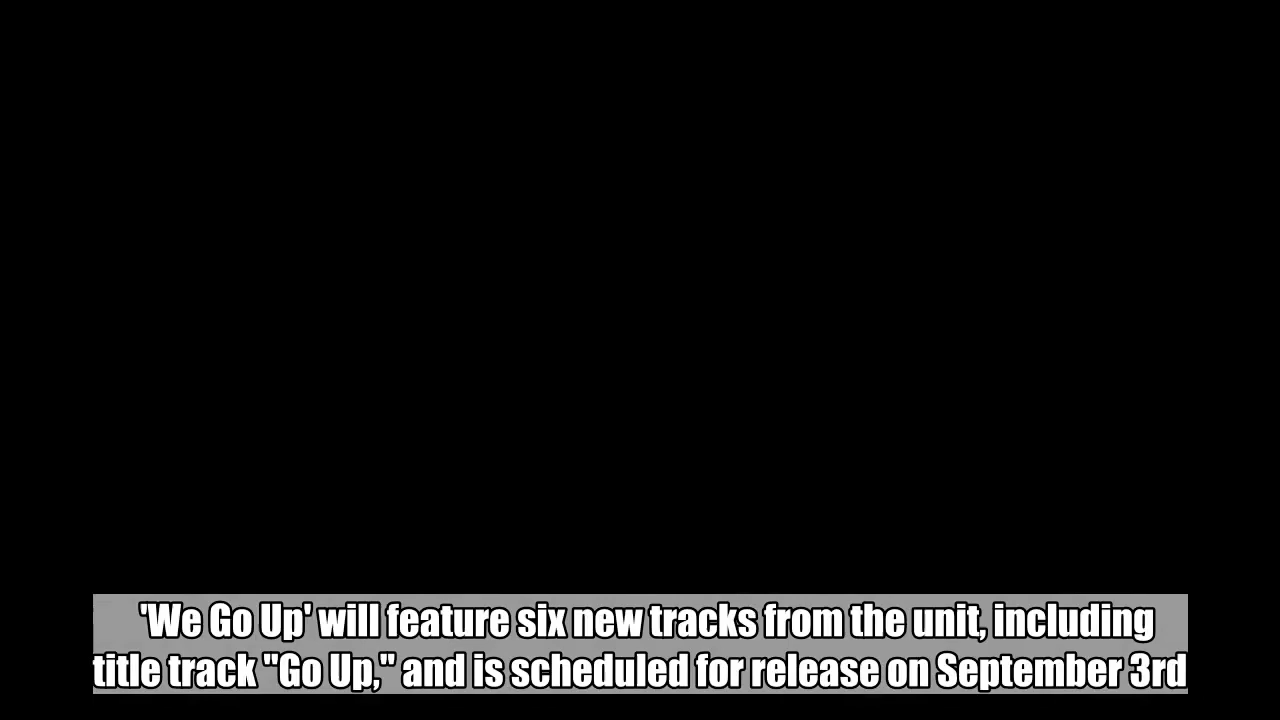 'We Go Up' will feature six new tracks from the unit, including
title track "Go Up," and is scheduled for release on September 3rd